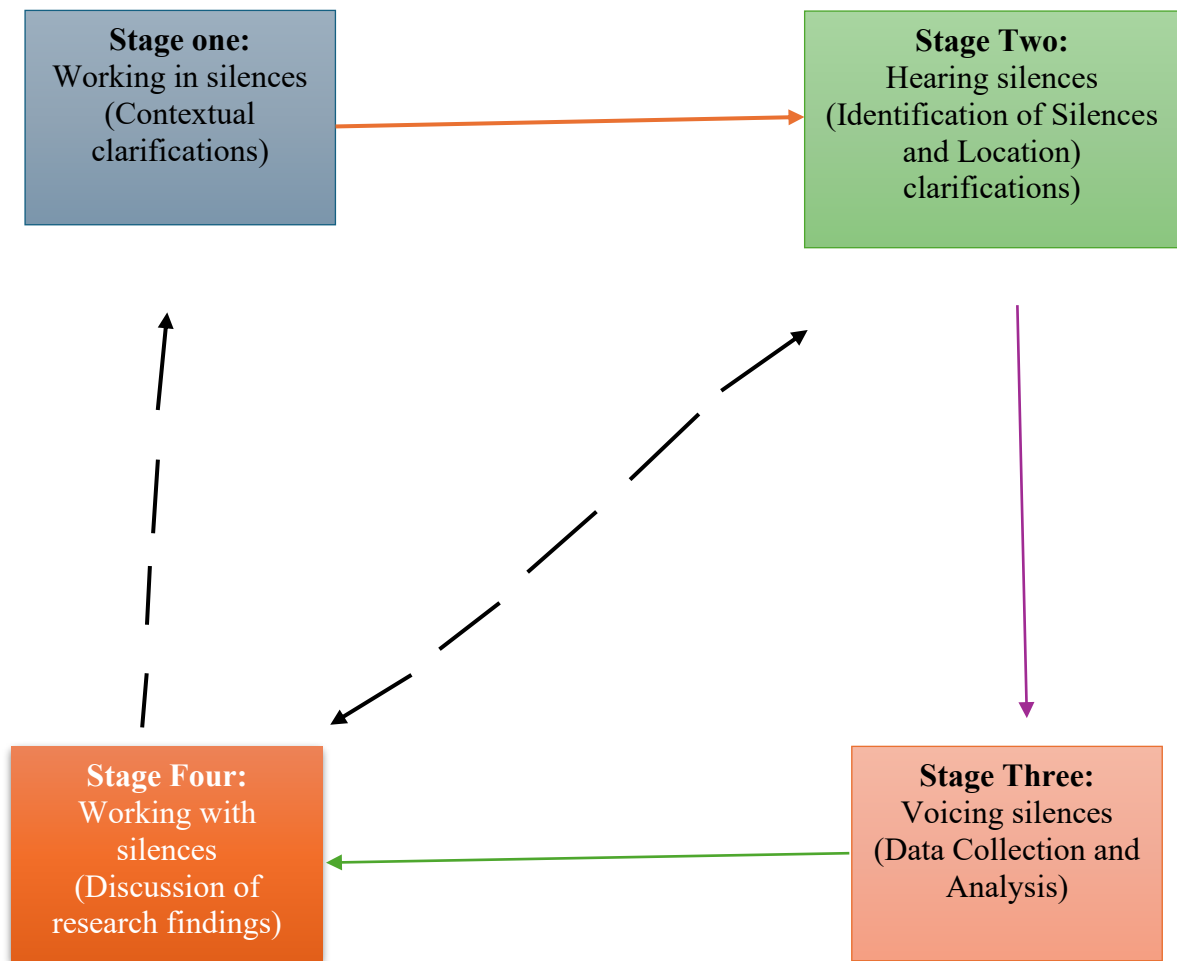 Stage one:
Working in silences
(Contextual
clarifications)
Stage Two:
Hearing silences
(Identification of Silences
and Location)
clarifications)
Stage Four:
Working with
silences
(Discussion of
research findings)
Stage Three:
Voicing silences
(Data Collection and
Analysis)